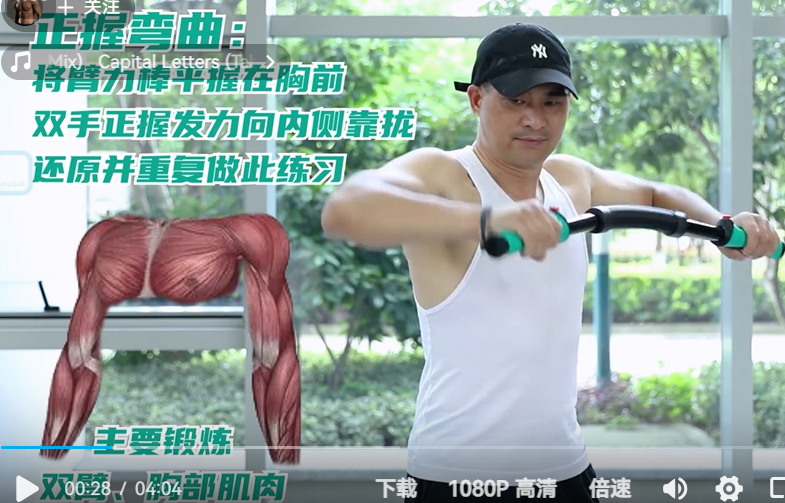 + 关注
正握弯曲：
Mix)、Capital Letters (Ta
将臂力棒平握在胸前
双手正握发力向内侧靠拢
还原并重复做此练习
NY
主要锻炼
双臂、胸部肌肉
00:28 / 04:04
下载 1080P 高清 倍速